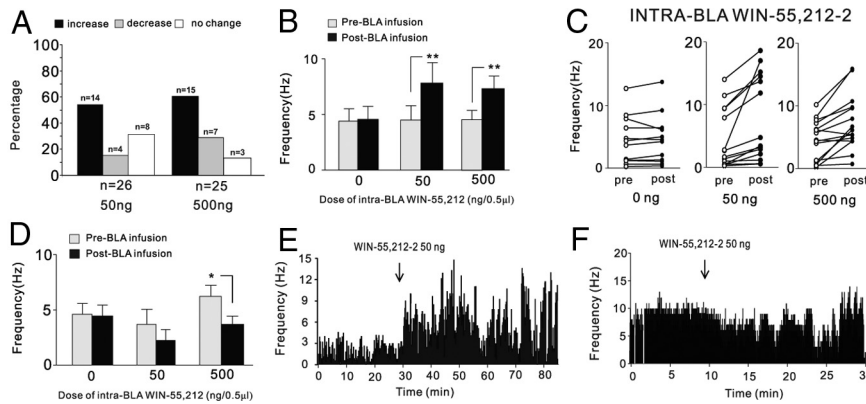 A
increase decrease no change
Percentage
100
80
60
40
20
0
n=14
n=4
n=8
n=15
n=7
n=3
n=26 n=25
50ng 500ng
B
Pre-BLA infusion
Post-BLA infusion
Frequency(Hz)
10
5
0
** **
0 50 500
Dose of intra-BLA WIN-55,212 (ng/0.5µl)
C
INTRA-BLA WIN-55,212-2
Frequency(Hz)
20
10
0
pre post
0 ng
20
10
0
pre post
50 ng
20
10
0
pre post
500 ng
D
Pre-BLA infusion
Post-BLA infusion
Frequency (Hz)
10
5
0
*
0 50 500
Dose of intra-BLA WIN-55,212 (ng/0.5µl)
E
WIN-55,212-2 50 ng
Frequency (Hz)
15
12
9
6
3
0
0 10 20 30 40 50 60 70 80
Time (min)
F
WIN-55,212-2 50 ng
Frequency (Hz)
20
16
12
8
4
0
0 5 10 15 20 25 30
Time (min)